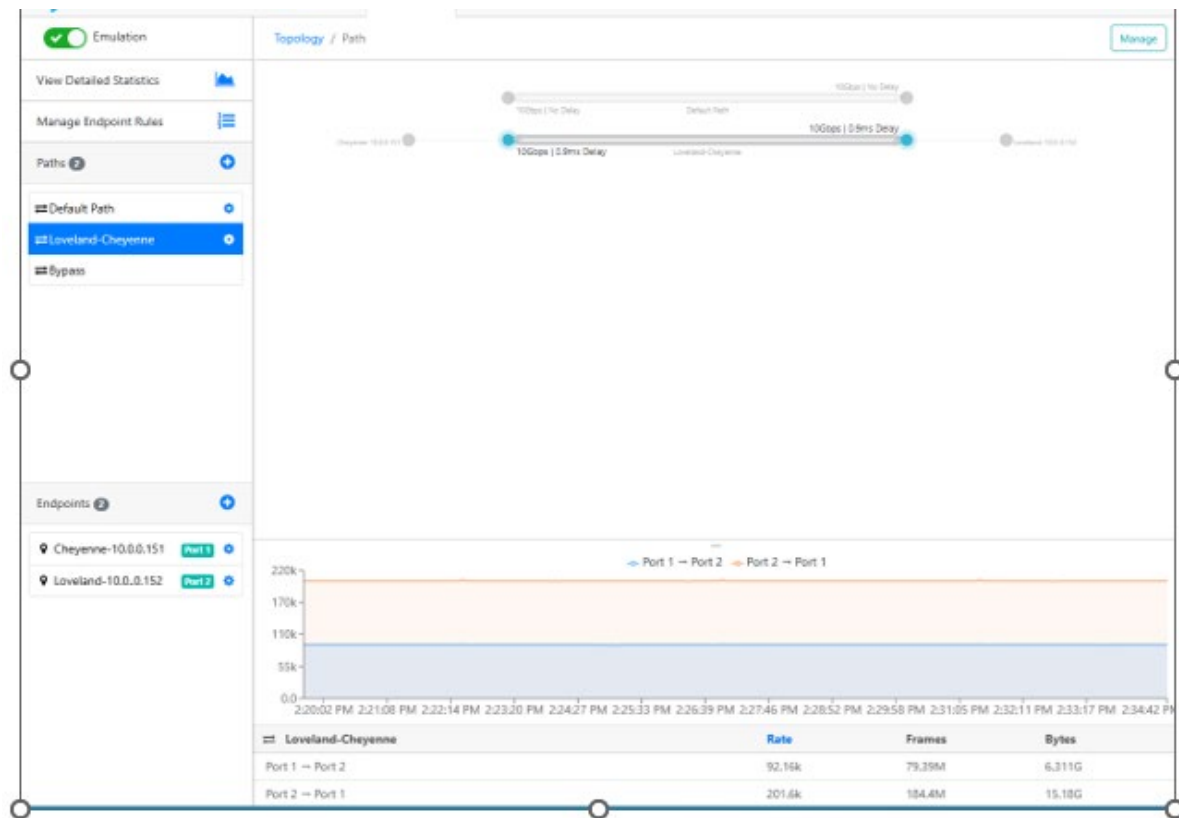 Emulation
Topology / Path
Manage
View Detailed Statistics
Manage Endpoint Rules
Paths 2
Default Path
Loveland-Cheyenne
Bypass
10Gbps | No Delay
10Gbps | No Delay
Default Path
10Gbps | 0.9ms Delay
10Gbps | 0.9ms Delay
Loveland-Cheyenne
Endpoints 2
Cheyenne-10.0.0.151 Port 1
Loveland-10.0..0.152 Port 2
Port 1 → Port 2 Port 2 → Port 1
220k
170k
110k
55k
0.0
2:20:02 PM 2:21:08 PM 2:22:14 PM 2:23:20 PM 2:24:27 PM 2:25:33 PM 2:26:39 PM 2:27:46 PM 2:28:52 PM 2:29:58 PM 2:31:05 PM 2:32:11 PM 2:33:17 PM 2:34:42 PM
Loveland-Cheyenne Rate Frames Bytes
Port 1 → Port 2 92.16k 79.39M 6.311G
Port 2 → Port 1 201.6k 184.4M 15.18G